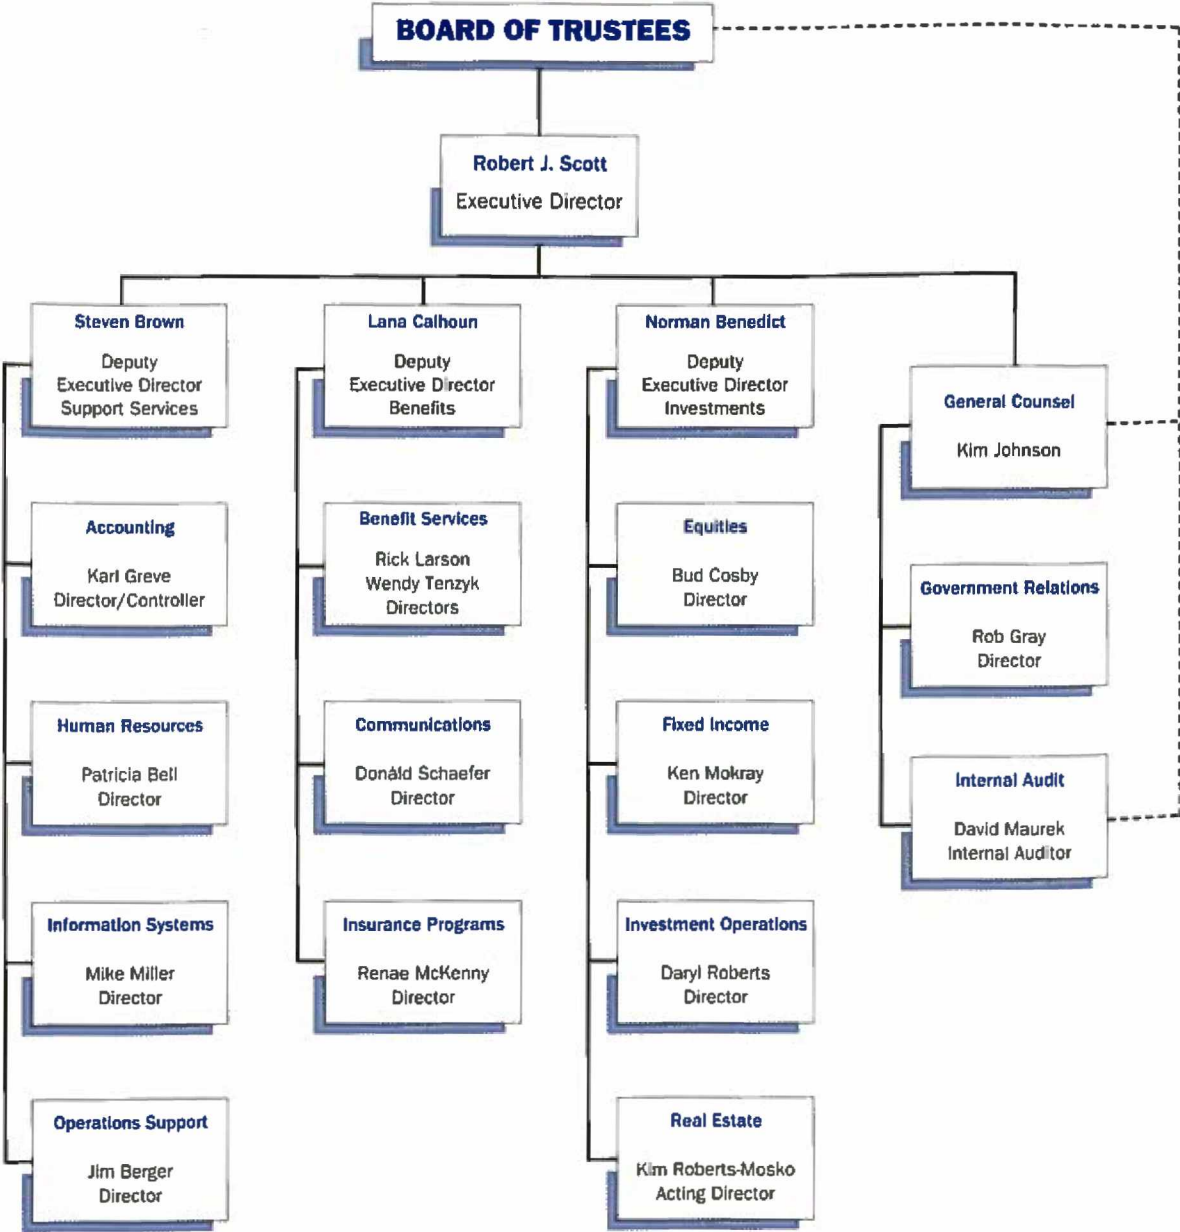 BOARD OF TRUSTEES
Robert J. Scott
Executive Director
Steven Brown
Deputy
Executive Director
Support Services
Accounting
Karl Greve
Director/Controller
Human Resources
Patricia Bell
Director
Information Systems
Mike Miller
Director
Operations Support
Jim Berger
Director
Lana Calhoun
Deputy
Executive Director
Benefits
Benefit Services
Rick Larson
Wendy Tenzyk
Directors
Communications
Donald Schaefer
Director
Insurance Programs
Renae McKenny
Director
Norman Benedict
Deputy
Executive Director
Investments
Equities
Bud Cosby
Director
Fixed Income
Ken Mokray
Director
Investment Operations
Daryl Roberts
Director
Real Estate
Kim Roberts-Mosko
Acting Director
General Counsel
Kim Johnson
Government Relations
Rob Gray
Director
Internal Audit
David Maurek
Internal Auditor